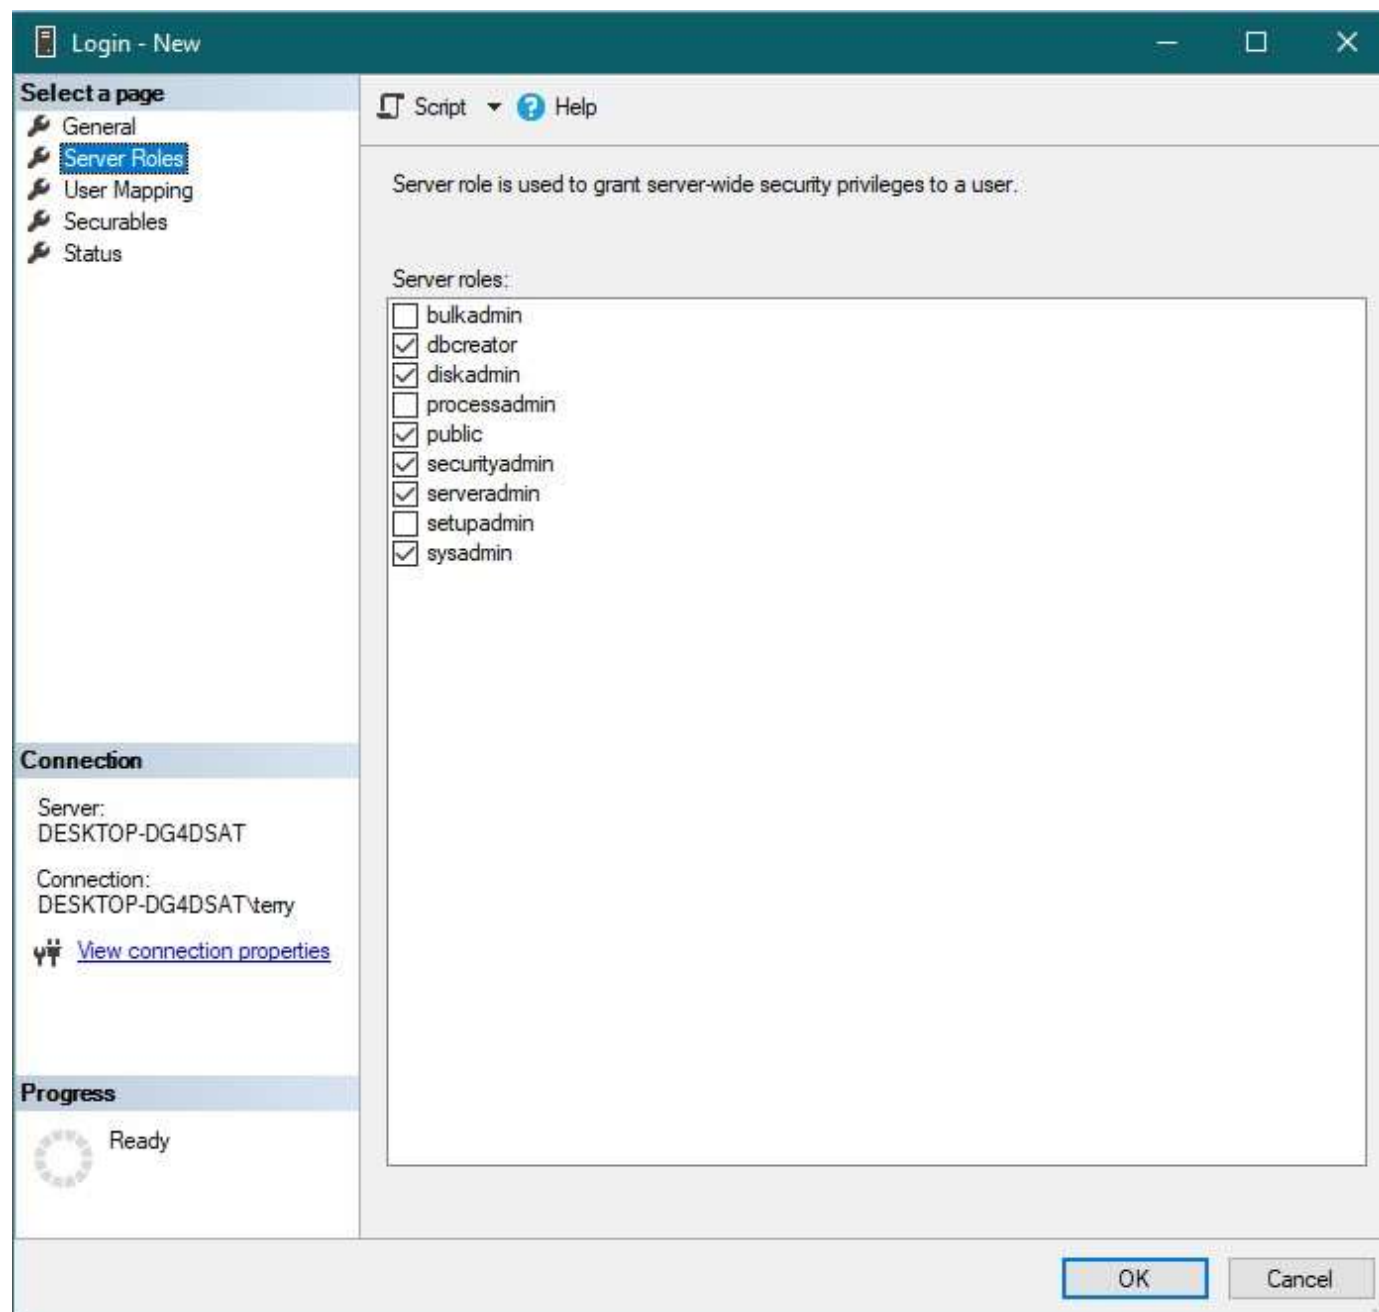 Login - New
Select a page
General
Server Roles
User Mapping
Securables
Status
Script
Help
Server role is used to grant server-wide security privileges to a user.
Server roles:
bulkadmin
dbcreator
diskadmin
processadmin
public
securityadmin
serveradmin
setupadmin
sysadmin
Connection
Server:
DESKTOP-DG4DSAT
Connection:
DESKTOP-DG4DSAT\terry
View connection properties
Progress
Ready
OK
Cancel